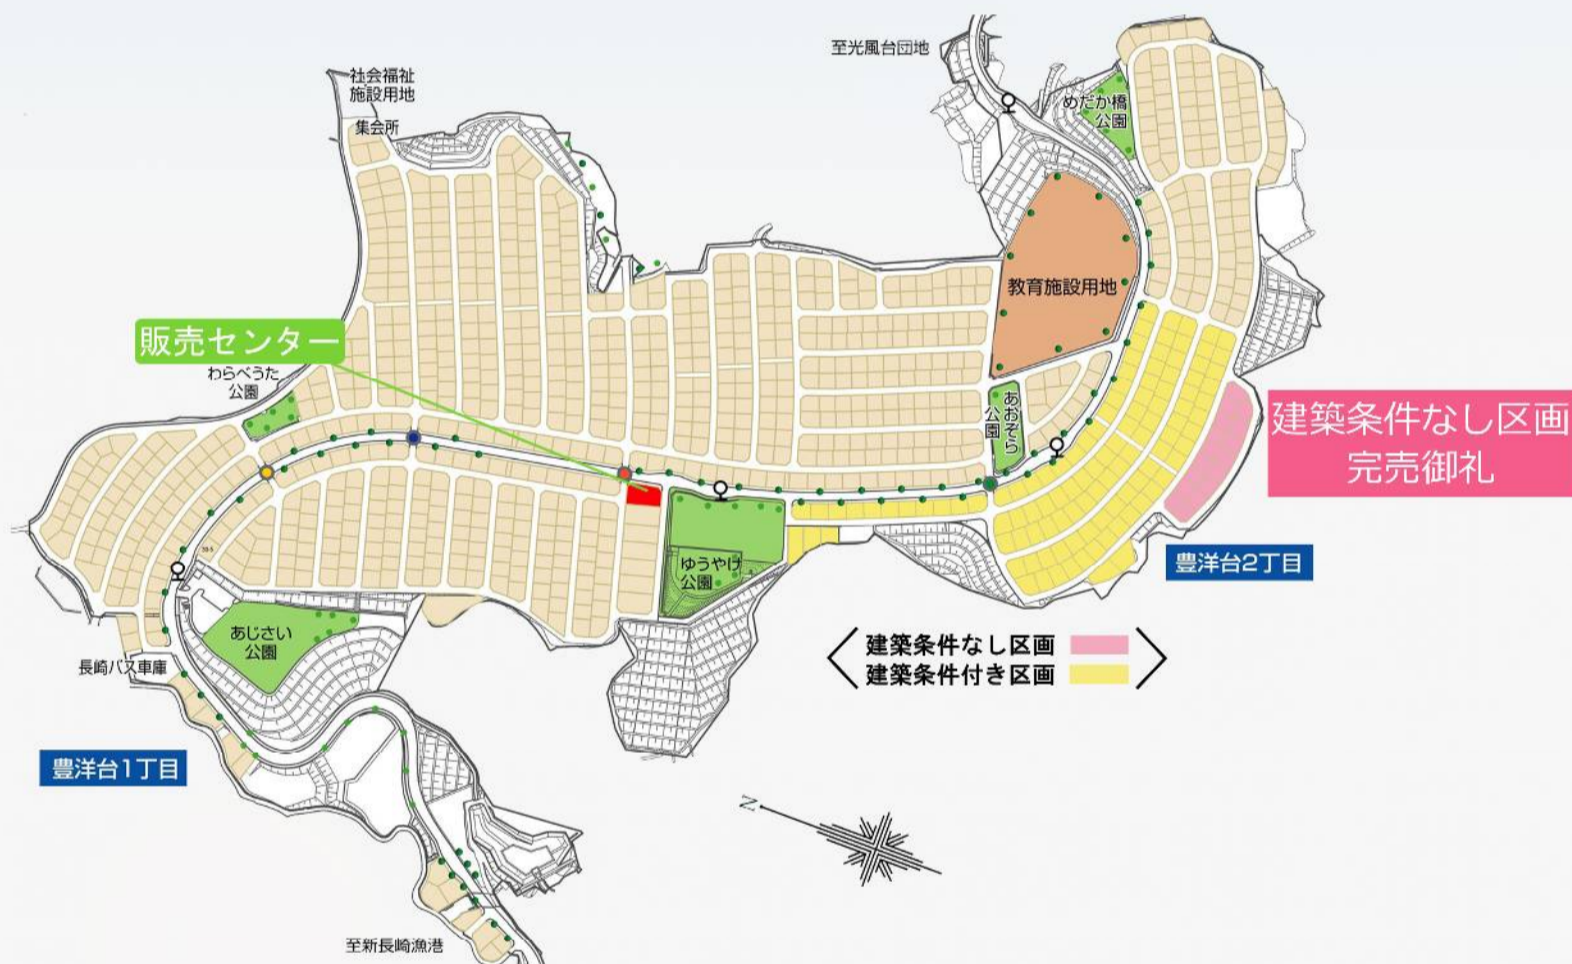 至光風台団地
社会福祉
施設用地
集会所
めだか橋
公園
教育施設用地
販売センター
わらべうた
公園
あおぞら
公園
建築条件なし区画
完売御礼
ゆうやけ
公園
豊洋台2丁目
あじさい
公園
建築条件なし区画
建築条件付き区画
長崎バス車庫
豊洋台1丁目
N
至新長崎漁港